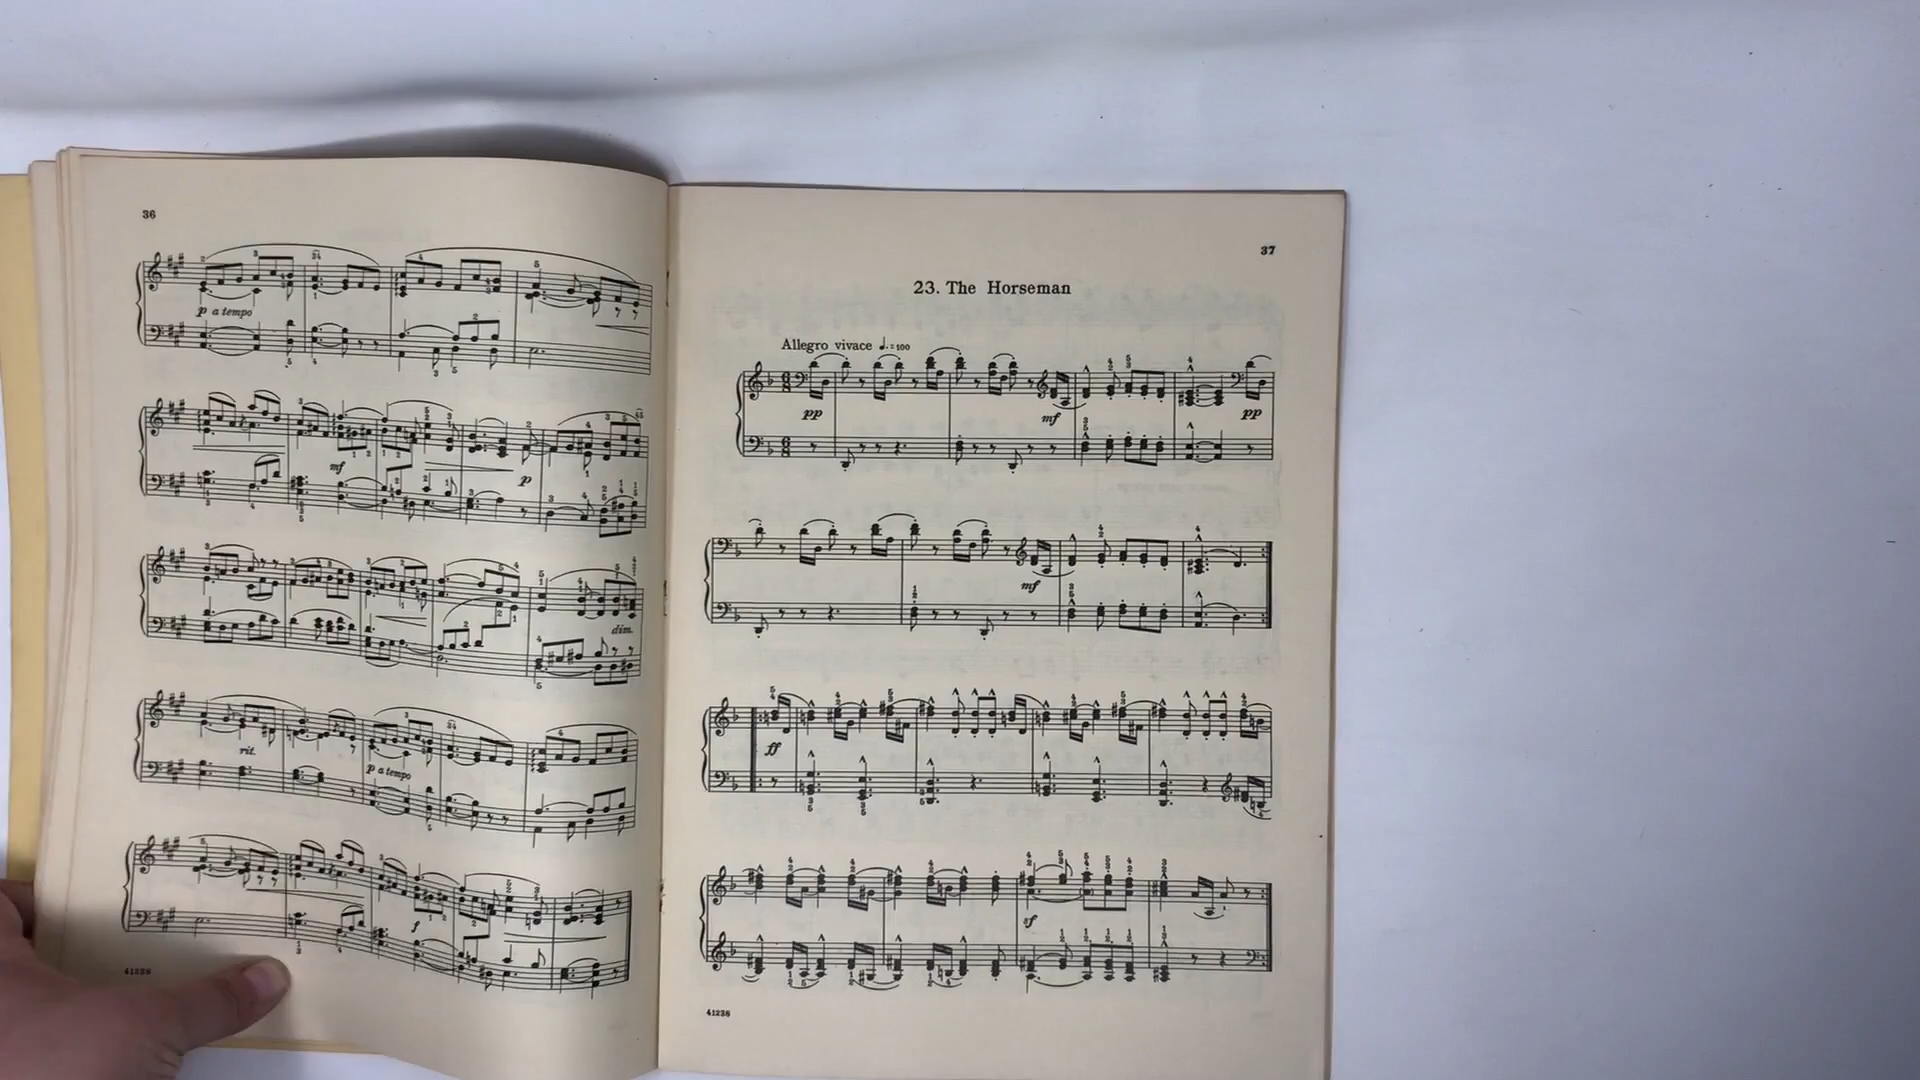 36
p a tempo
mf
p
dim.
rit.
p a tempo
f
41238
37
23. The Horseman
Allegro vivace ♩.=100
pp
mf
pp
mf
ff
sf
41238